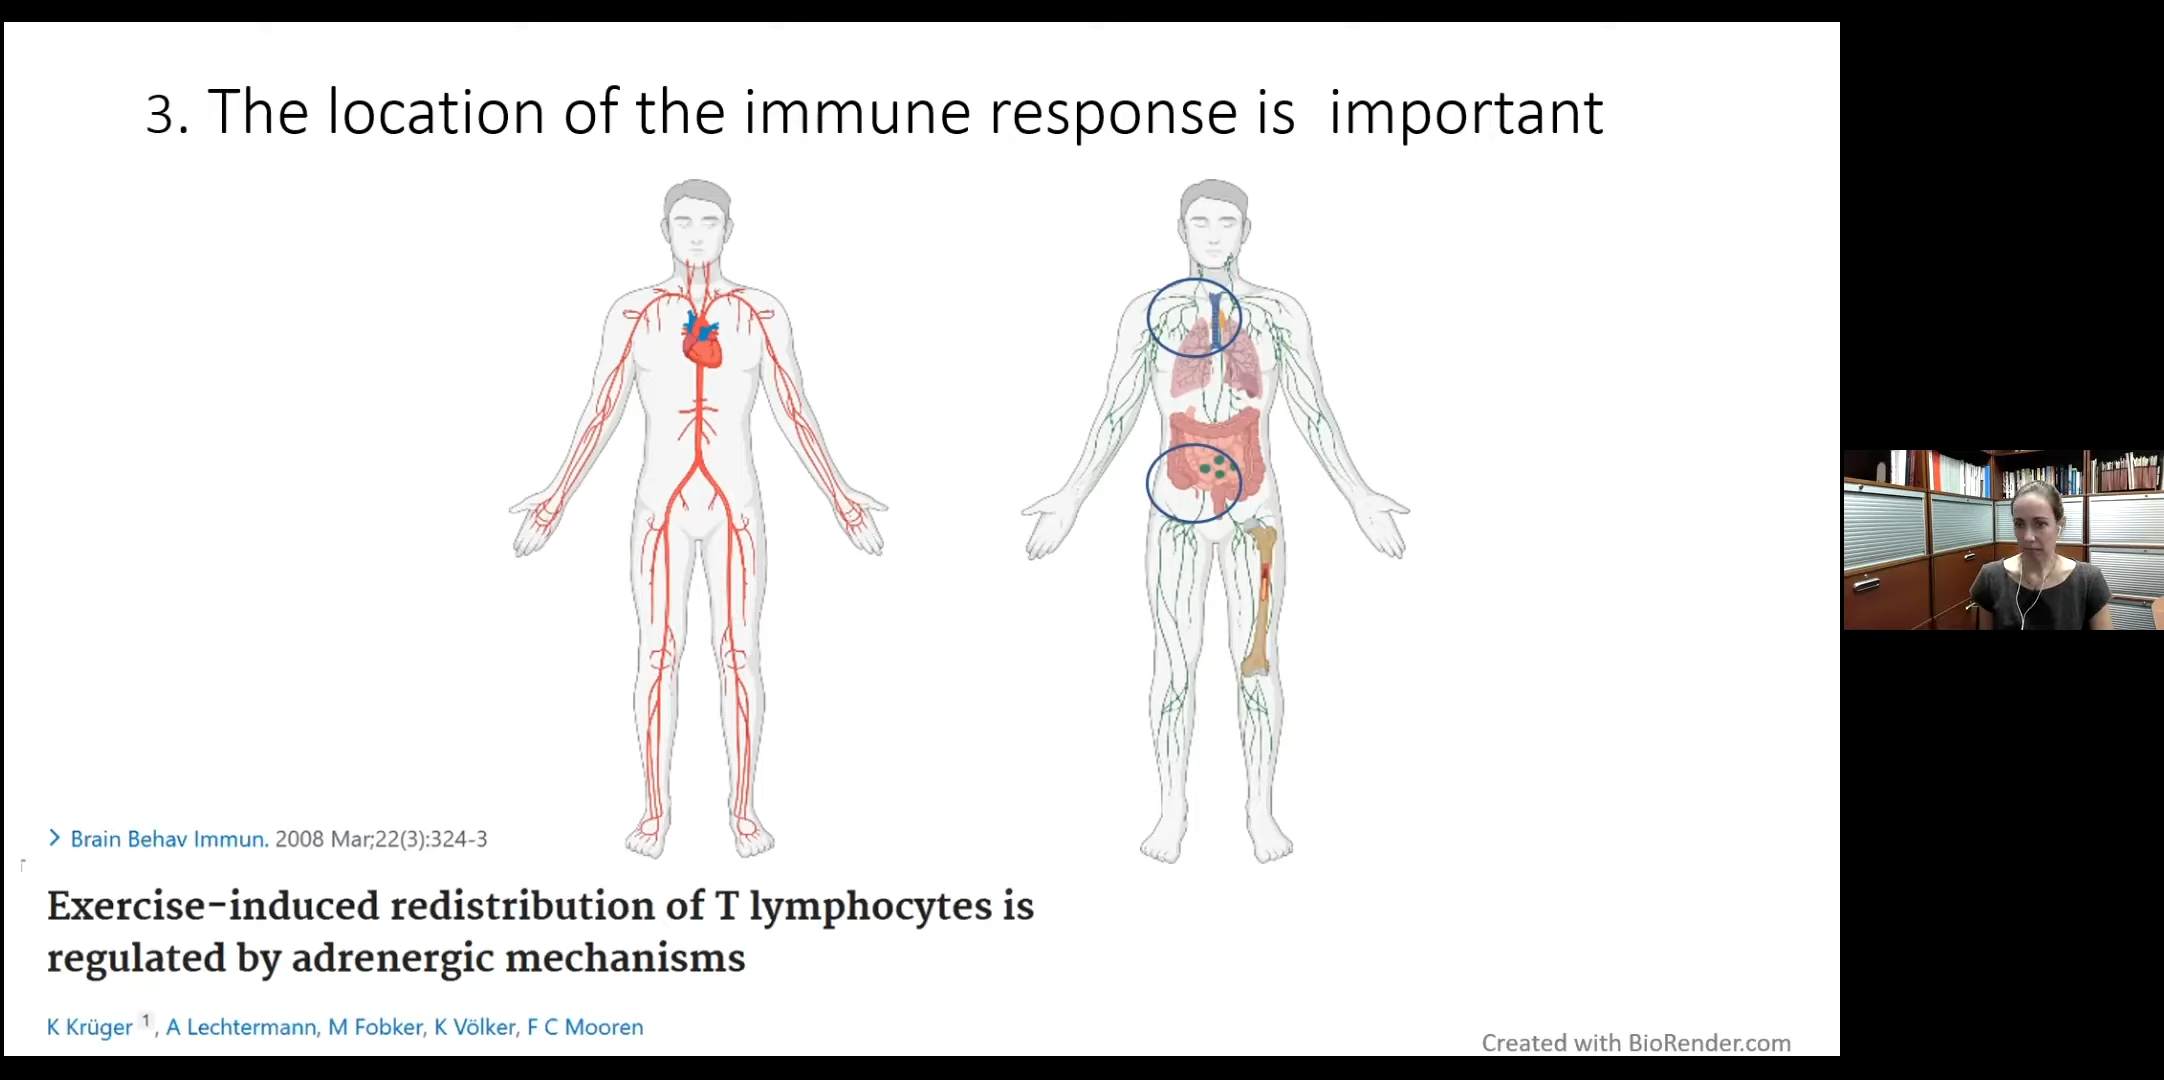 3. The location of the immune response is important
> Brain Behav Immun. 2008 Mar;22(3):324-3
Exercise-induced redistribution of T lymphocytes is
regulated by adrenergic mechanisms
K Krüger 1, A Lechtermann, M Fobker, K Völker, F C Mooren
Created with BioRender.com